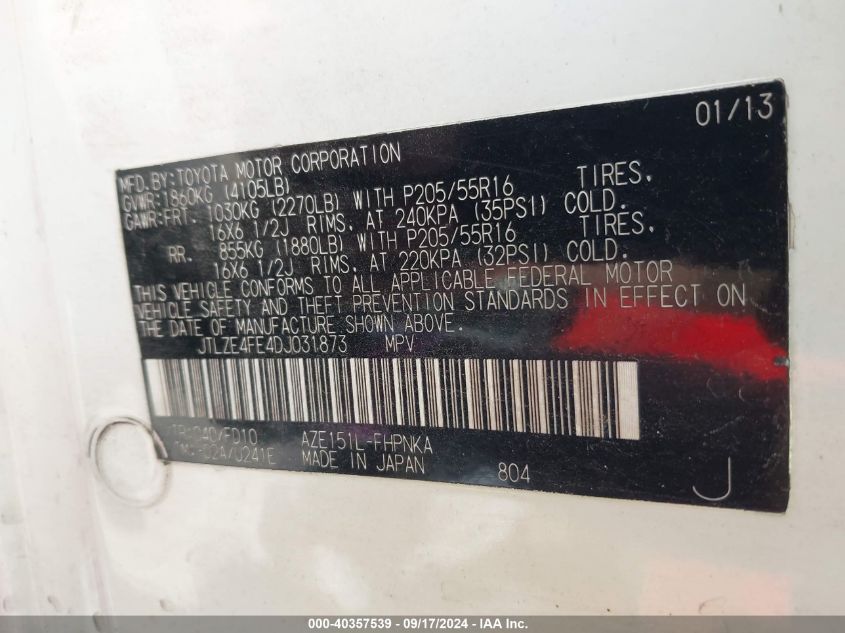 01/13
MFD.BY:TOYOTA MOTOR CORPORATION
GVWR:1860KG (4105LB)
GAWR:FRT. 1030KG (2270LB) WITH P205/55R16 TIRES,
16X6 1/2J RIMS, AT 240KPA (35PSI) COLD.
RR. 855KG (1880LB) WITH P205/55R16 TIRES,
16X6 1/2J RIMS, AT 220KPA (32PSI) COLD.
THIS VEHICLE CONFORMS TO ALL APPLICABLE FEDERAL MOTOR
VEHICLE SAFETY AND THEFT PREVENTION STANDARDS IN EFFECT ON
THE DATE OF MANUFACTURE SHOWN ABOVE.
JTLZE4FE4DJ031873 MPV
/FD10 AZE151L-FHPNKA
/U241E MADE IN JAPAN 804
J
000-40357539 - 09/17/2024 - IAA Inc.